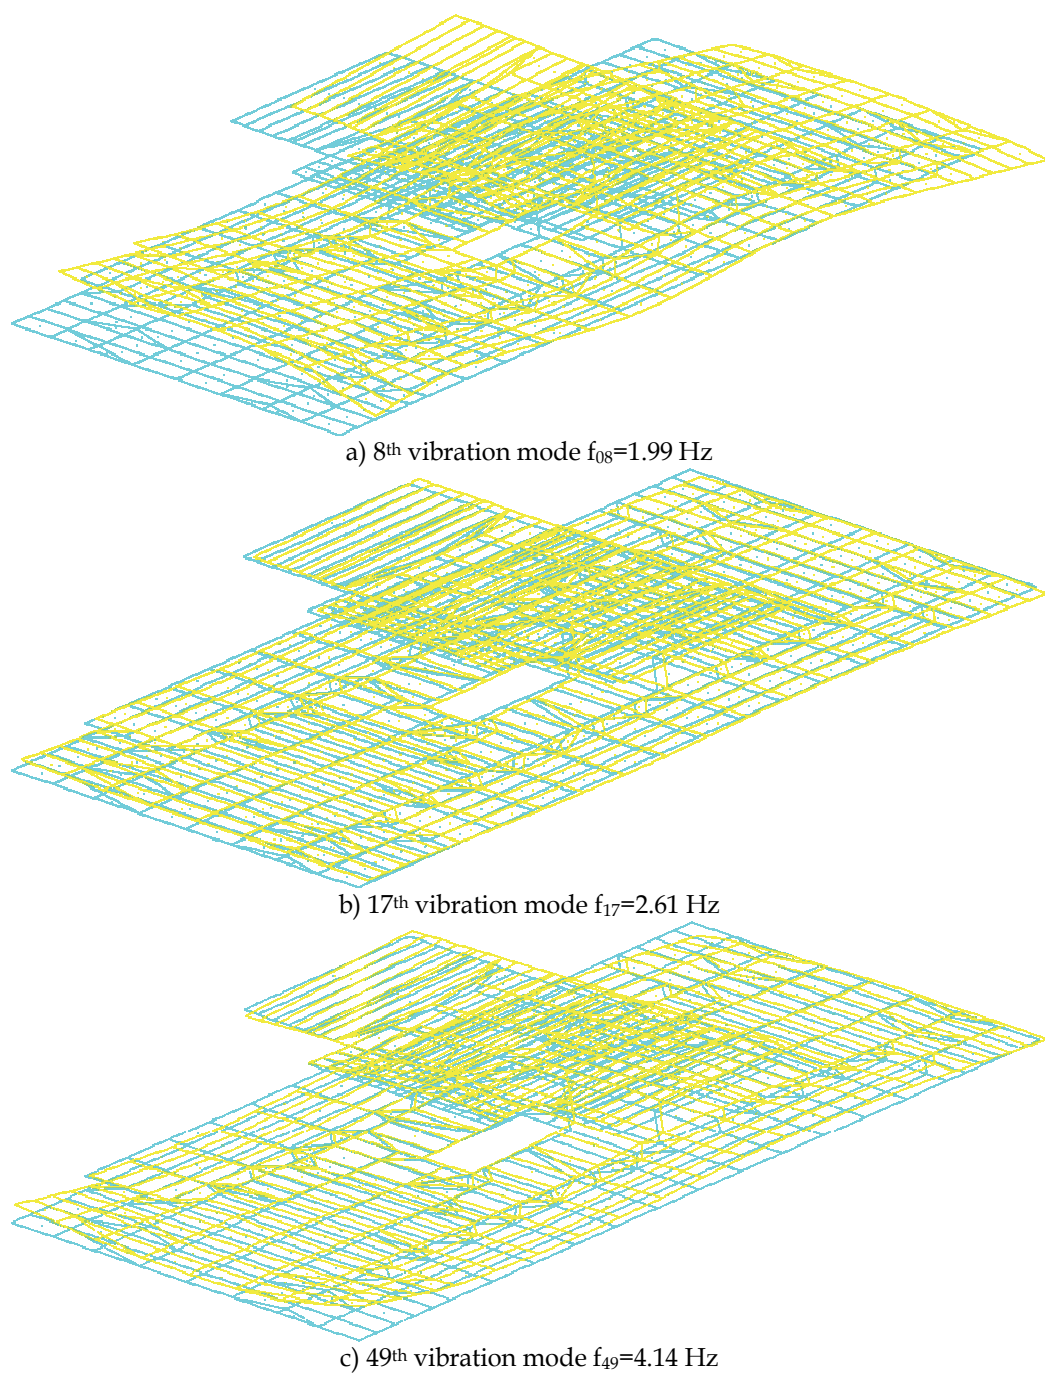 a) 8th vibration mode f08=1.99 Hz
b) 17th vibration mode f17=2.61 Hz
c) 49th vibration mode f49=4.14 Hz